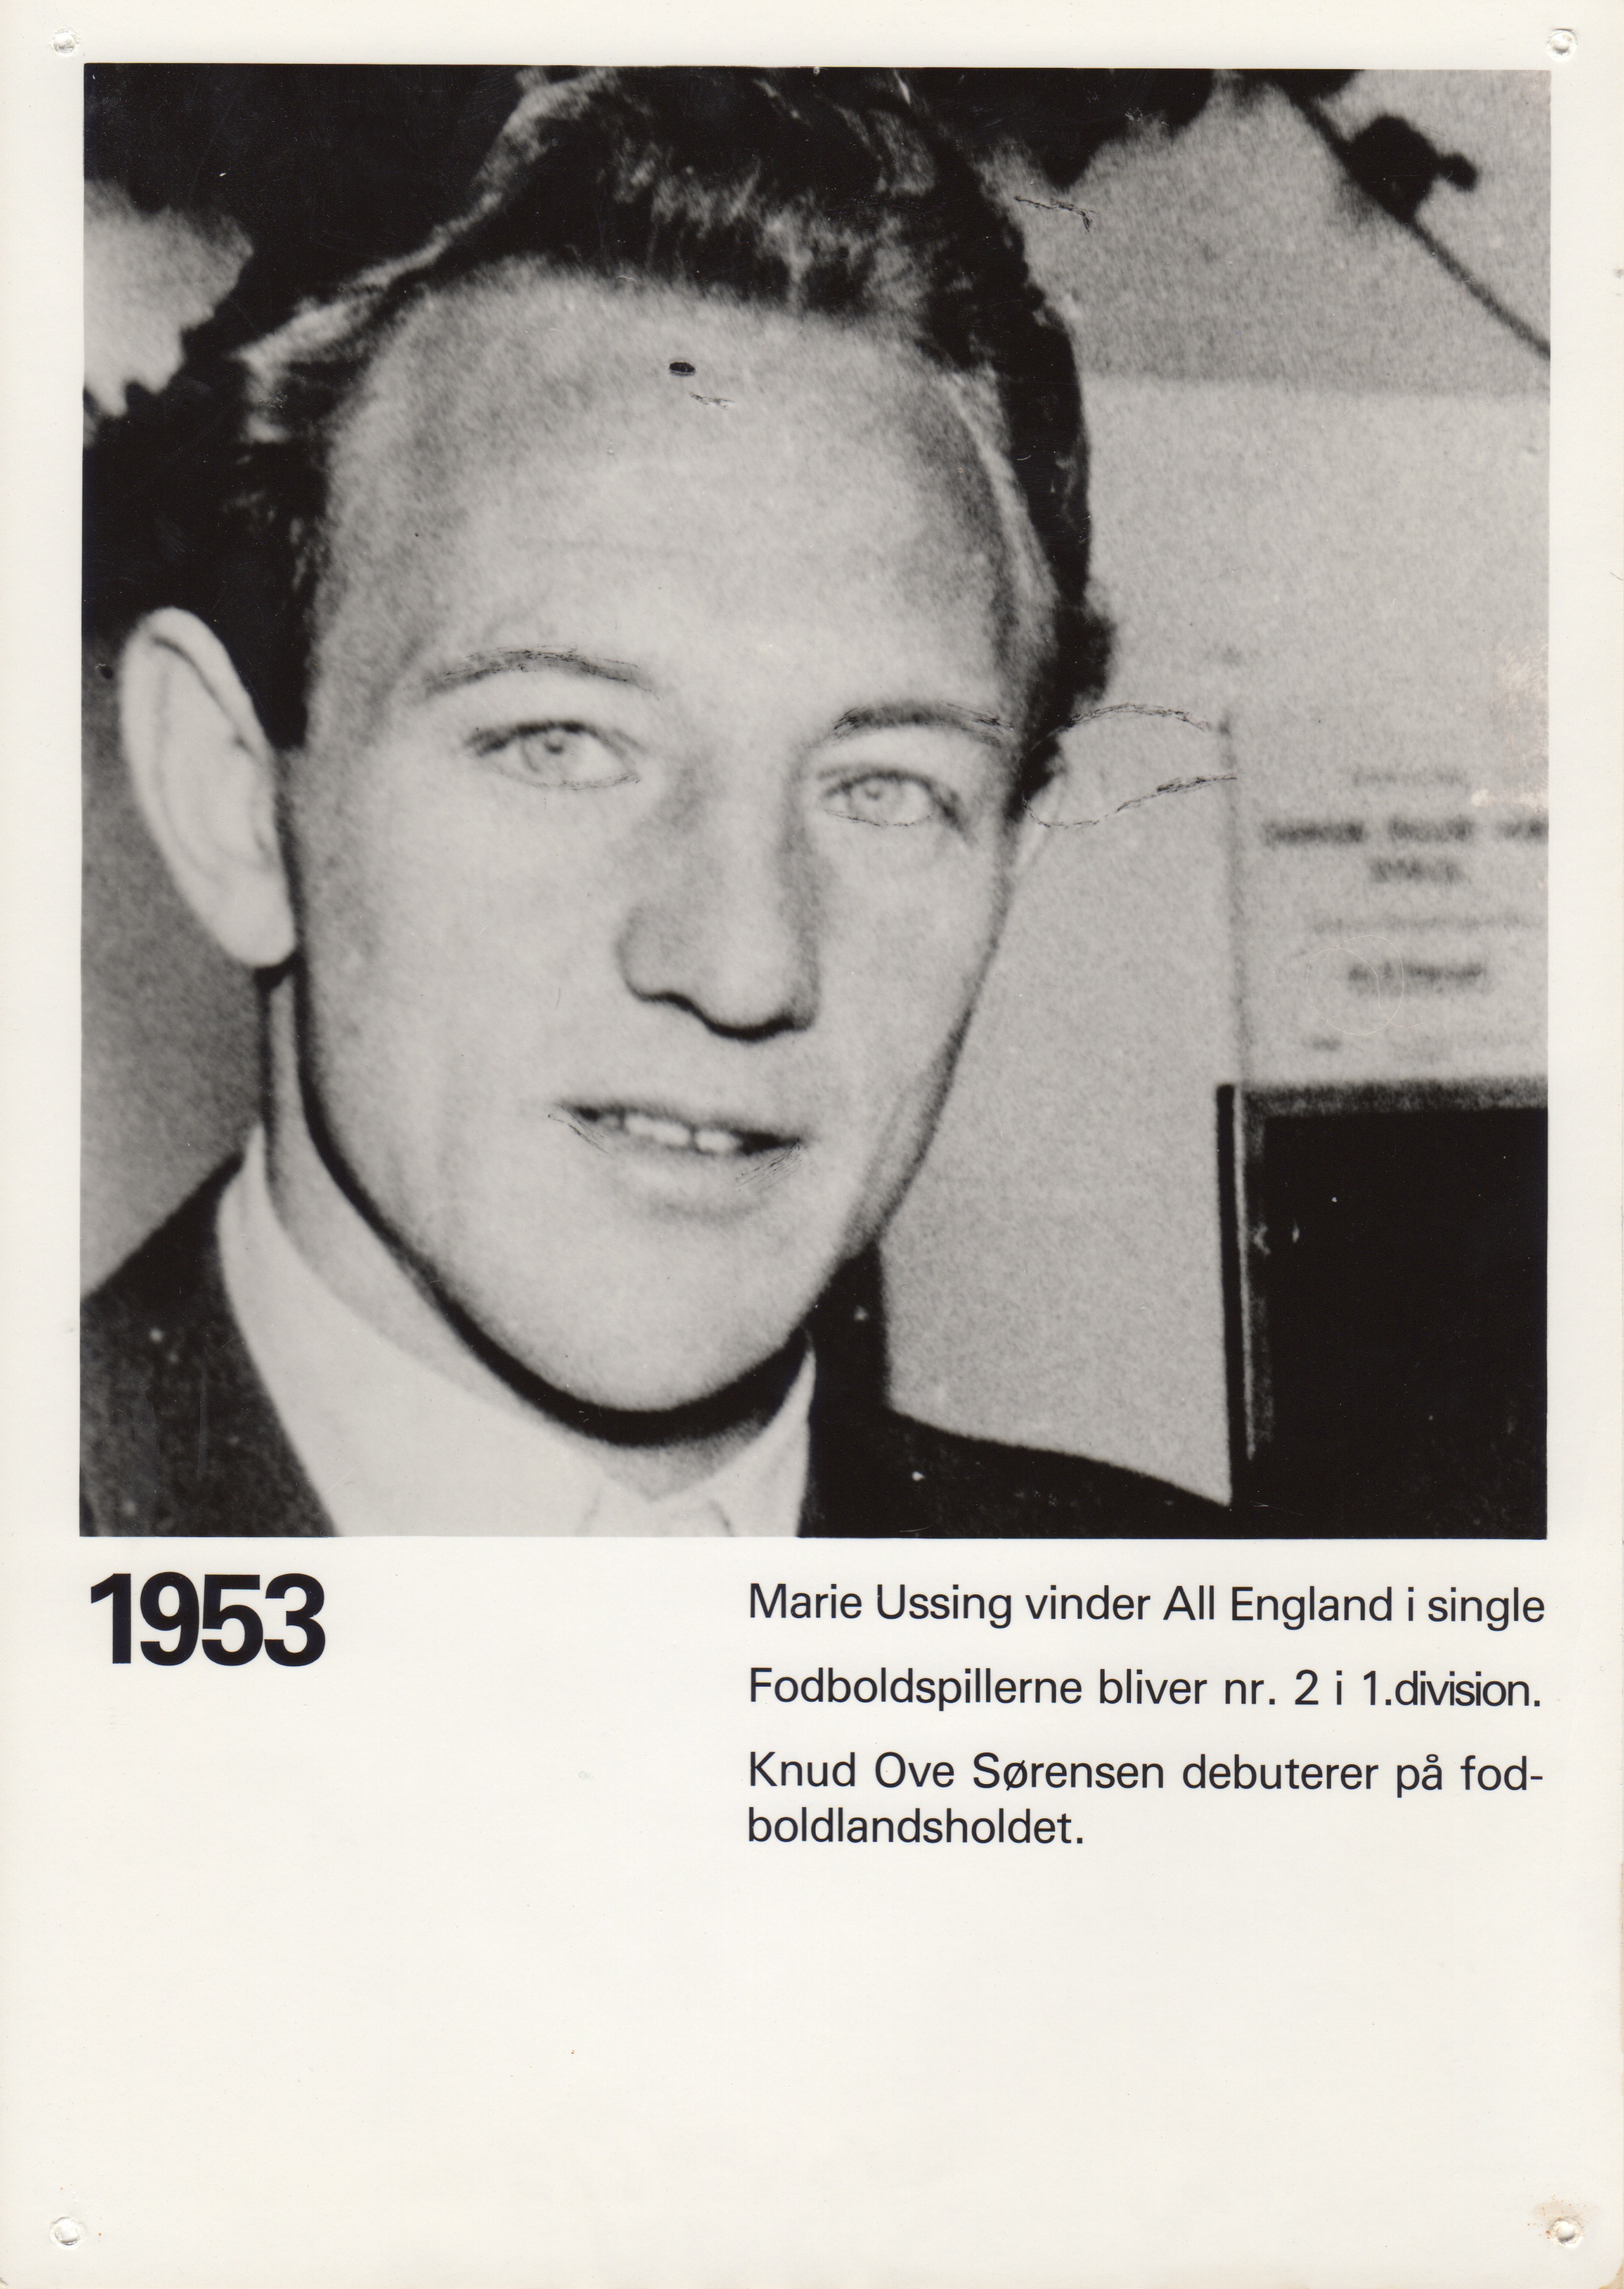 1953
Marie Ussing vinder All England i single
Fodboldspillerne bliver nr. 2 i 1.division.
Knud Ove Sørensen debuterer på fod-
boldlandsholdet.